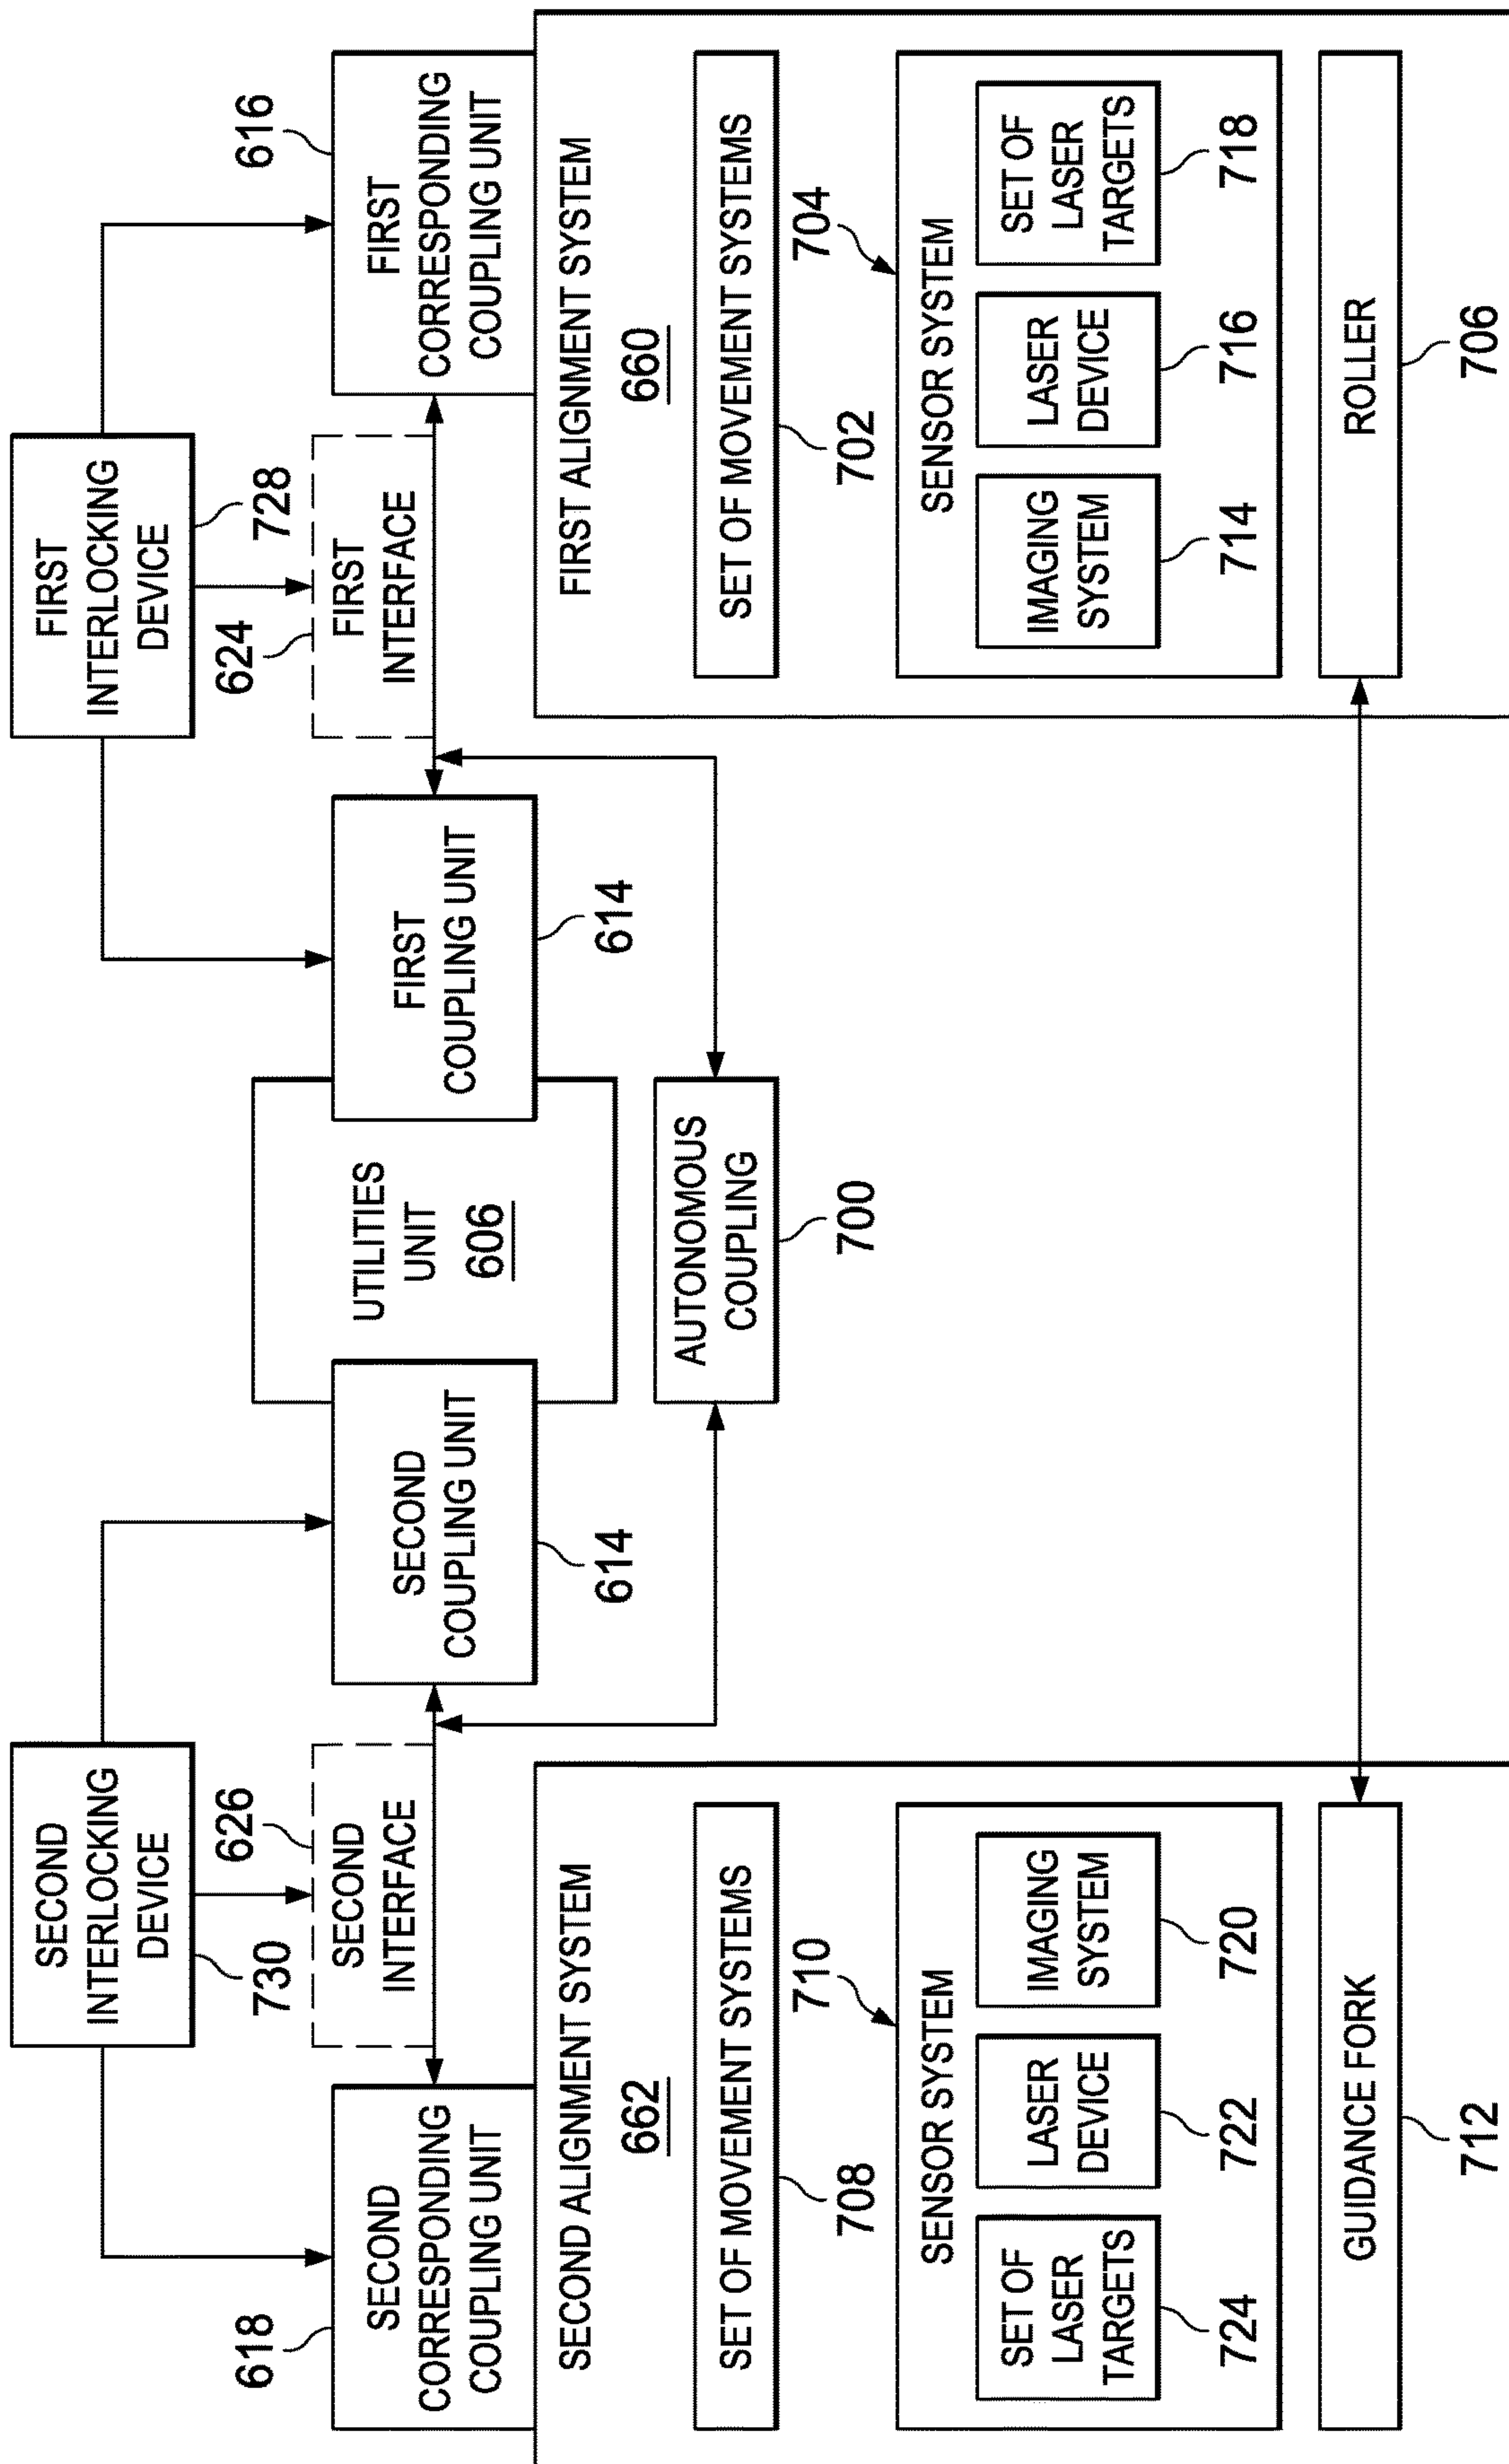 SECOND
INTERLOCKING
DEVICE
730
FIRST
INTERLOCKING
DEVICE
728
618
SECOND
CORRESPONDING
COUPLING UNIT
626
SECOND
INTERFACE
SECOND
COUPLING UNIT
614
UTILITIES
UNIT
606
FIRST
COUPLING UNIT
614
624
FIRST
INTERFACE
616
FIRST
CORRESPONDING
COUPLING UNIT
AUTONOMOUS
COUPLING
700
SECOND ALIGNMENT SYSTEM
662
SET OF MOVEMENT SYSTEMS
708
710
SENSOR SYSTEM
SET OF
LASER
TARGETS
724
LASER
DEVICE
722
IMAGING
SYSTEM
720
GUIDANCE FORK
712
FIRST ALIGNMENT SYSTEM
660
SET OF MOVEMENT SYSTEMS
702
704
SENSOR SYSTEM
IMAGING
SYSTEM
714
LASER
DEVICE
716
SET OF
LASER
TARGETS
718
ROLLER
706